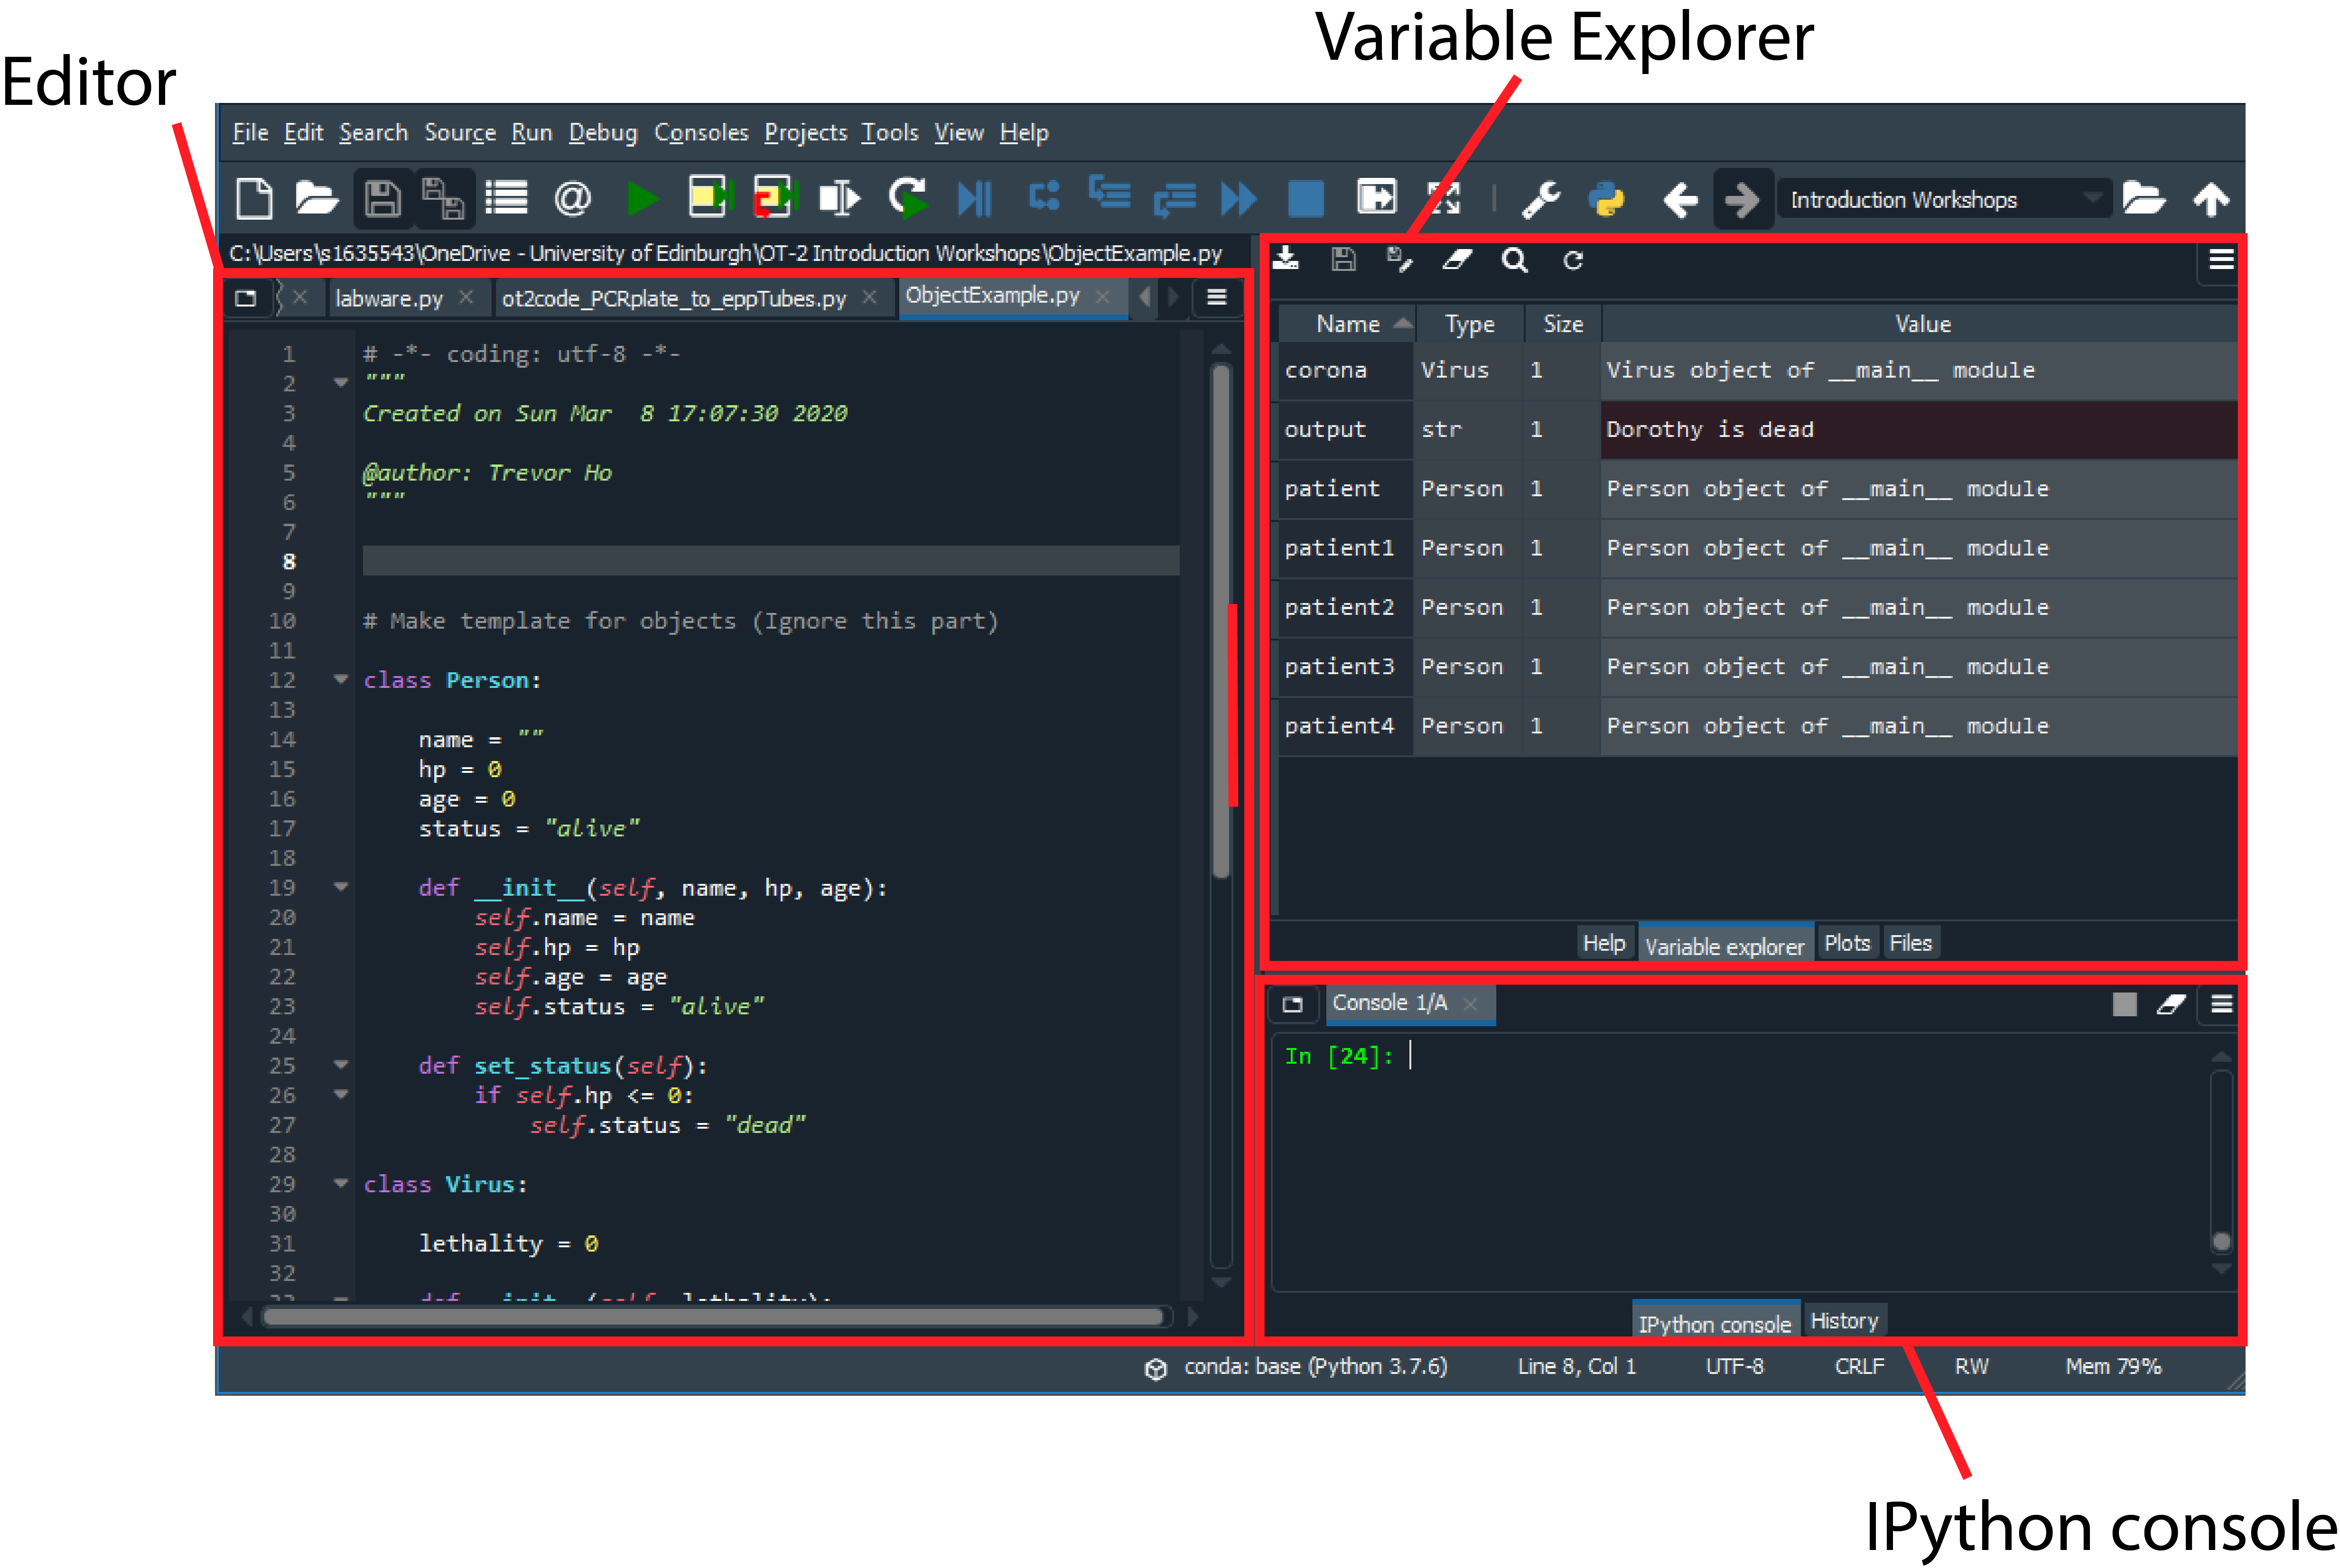 Variable Explorer
Editor
File Edit Search Source Run Debug Consoles Projects Tools View Help
Introduction Workshops
C:\Users\s1635543\OneDrive - University of Edinburgh\OT-2 Introduction Workshops\ObjectExample.py
labware.py ot2code_PCRplate_to_eppTubes.py ObjectExample.py
1 # -*- coding: utf-8 -*-
2 """
3 Created on Sun Mar  8 17:07:30 2020
4
5 @author: Trevor Ho
6 """
7
8
9
10 # Make template for objects (Ignore this part)
11
12 class Person:
13
14     name = ""
15     hp = 0
16     age = 0
17     status = "alive"
18
19     def __init__(self, name, hp, age):
20         self.name = name
21         self.hp = hp
22         self.age = age
23         self.status = "alive"
24
25     def set_status(self):
26         if self.hp <= 0:
27             self.status = "dead"
28
29 class Virus:
30
31     lethality = 0
32
33     def __init__(self, lethality):
Name Type Size Value
corona Virus 1 Virus object of __main__ module
output str 1 Dorothy is dead
patient Person 1 Person object of __main__ module
patient1 Person 1 Person object of __main__ module
patient2 Person 1 Person object of __main__ module
patient3 Person 1 Person object of __main__ module
patient4 Person 1 Person object of __main__ module
Help Variable explorer Plots Files
Console 1/A
In [24]:
IPython console History
conda: base (Python 3.7.6) Line 8, Col 1 UTF-8 CRLF RW Mem 79%
IPython console